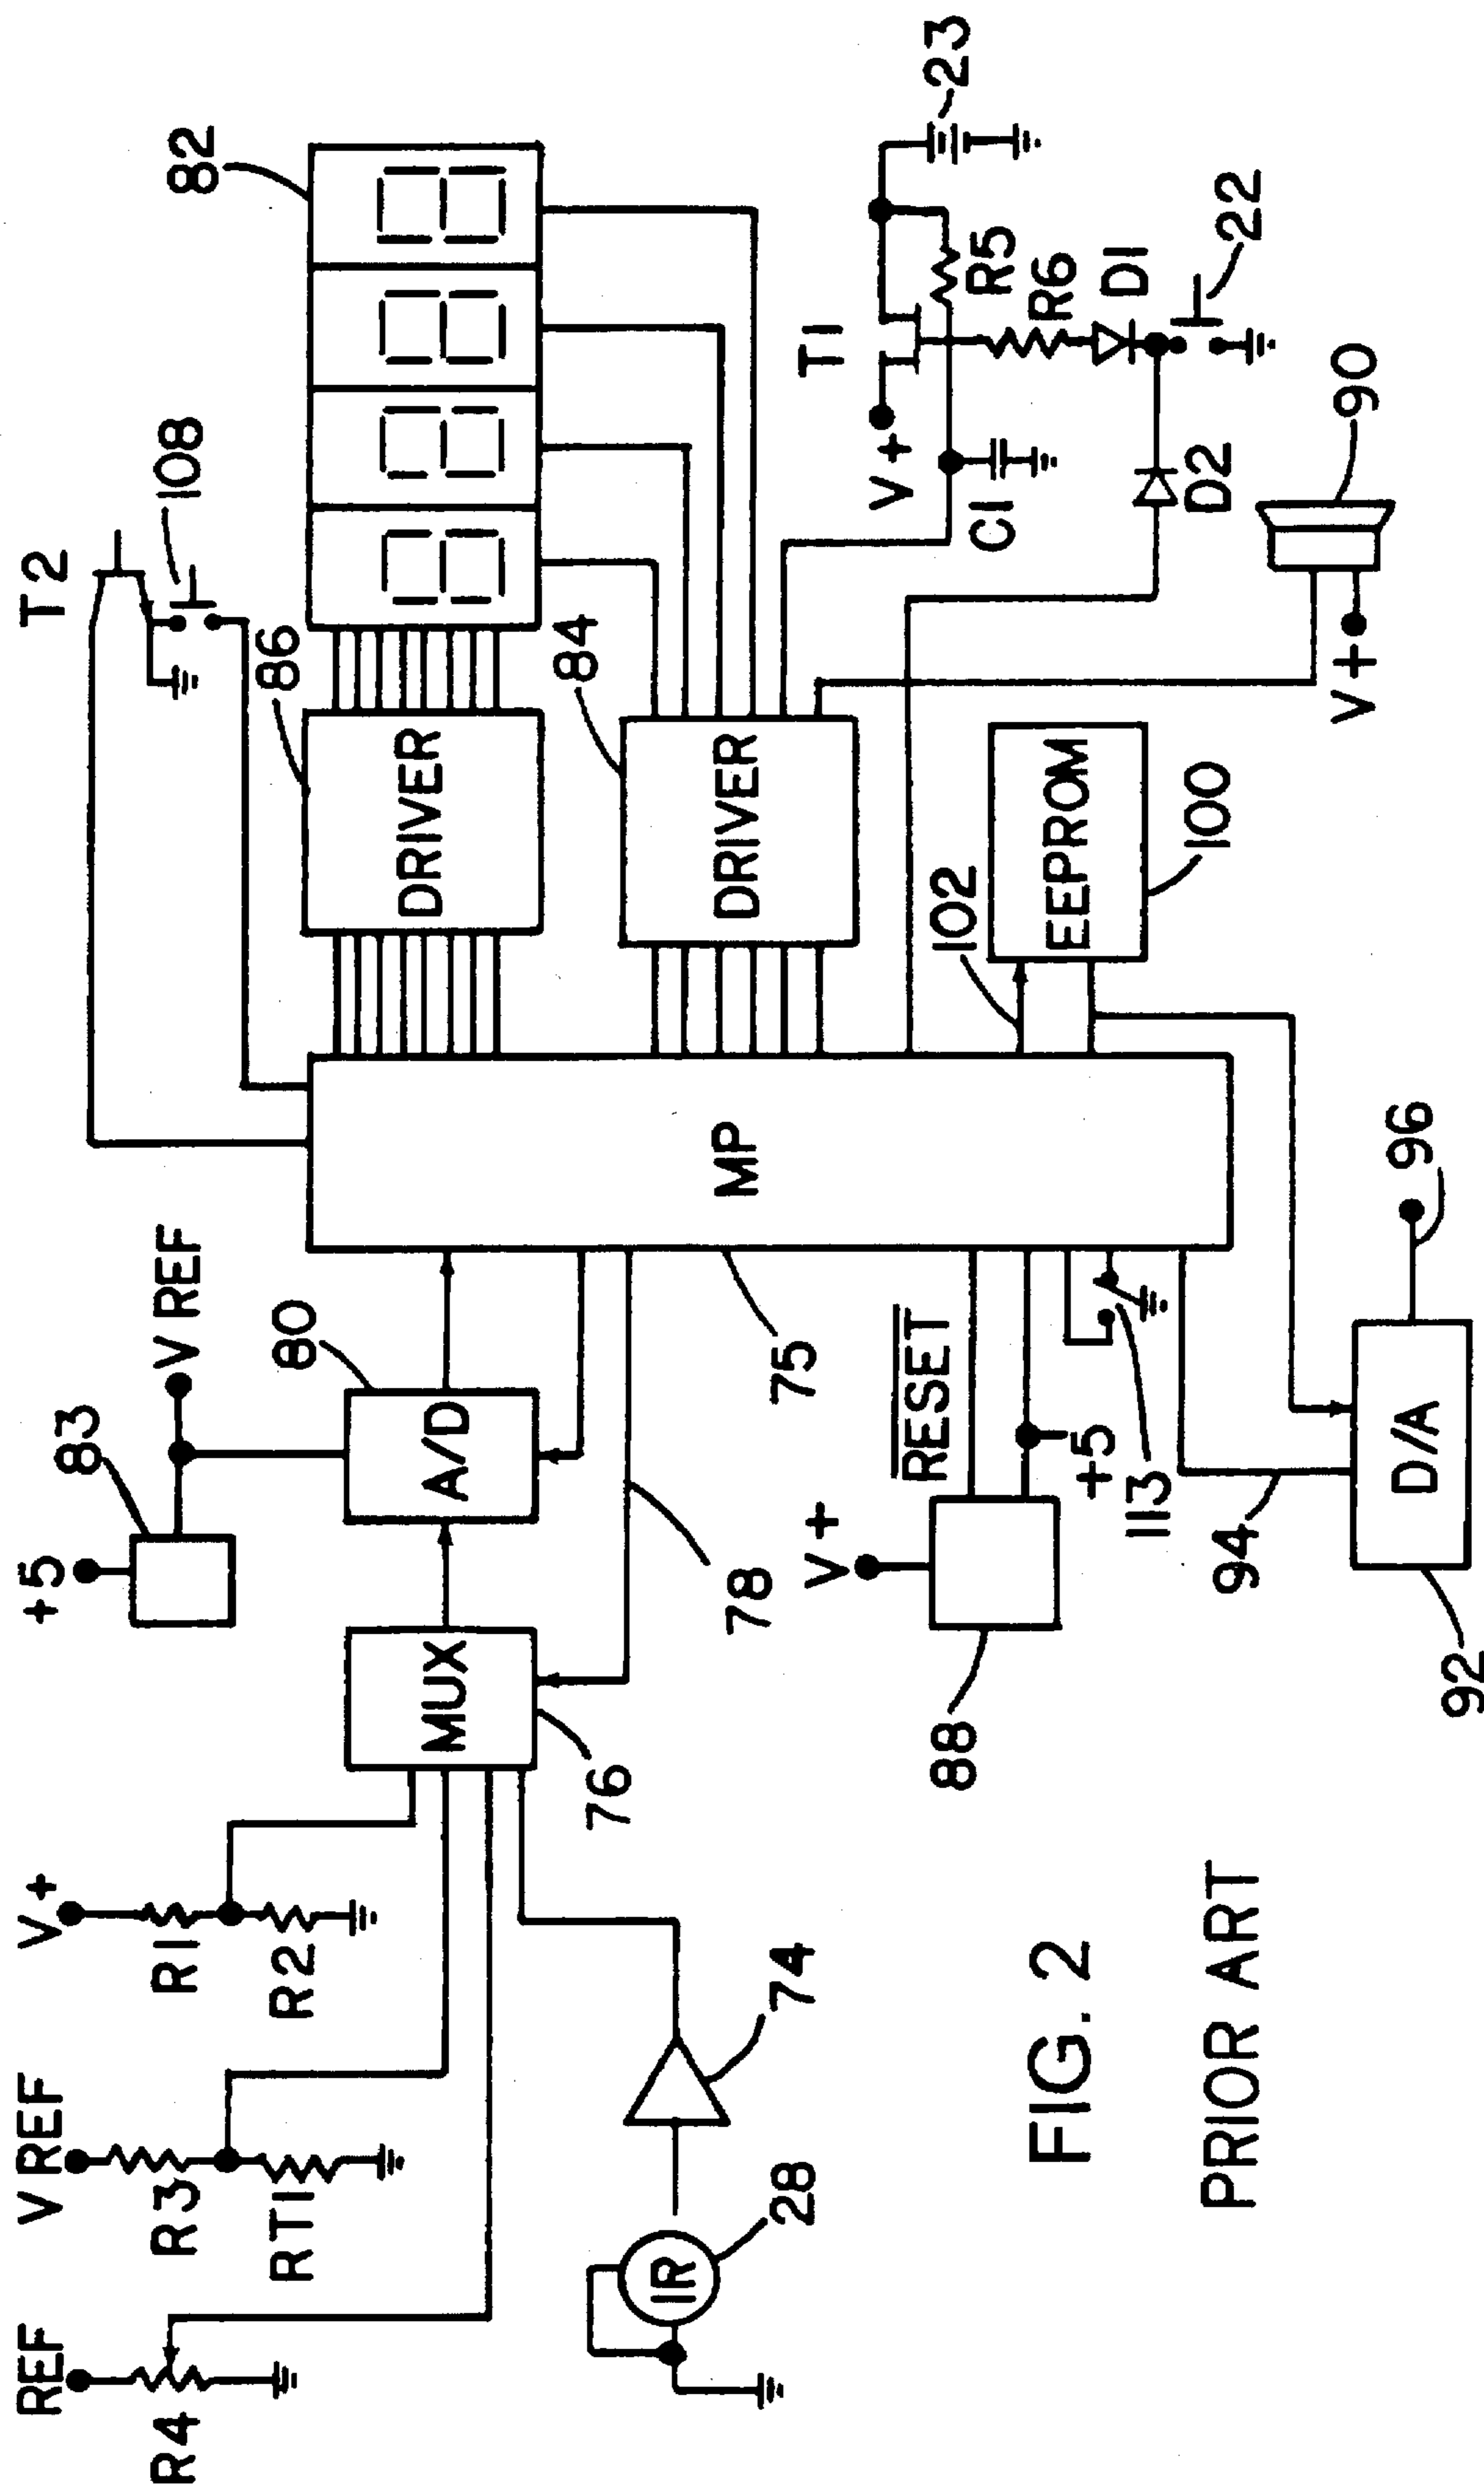 T2
108
82
86
DRIVER
84
DRIVER
T1
V+
C1
R5
R6
D1
22
23
D2
90
V+
EEPROM
100
102
MP
75
V REF
+5
83
80
A/D
MUX
76
78
RESET
V+
+5
88
113
94
D/A
92
96
V+
R1
R2
V REF
R3
RT1
REF
R4
IR
28
74
FIG. 2
PRIOR ART